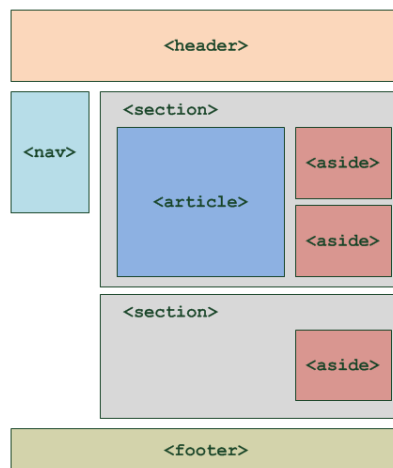 <header>
<nav>
<section>
<article>
<aside>
<aside>
<section>
<aside>
<footer>